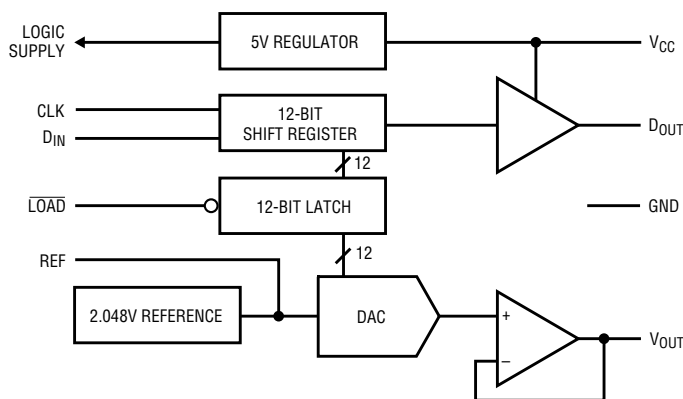 LOGIC
SUPPLY
5V REGULATOR
VCC
CLK
DIN
12-BIT
SHIFT REGISTER
DOUT
12
LOAD
12-BIT LATCH
GND
12
REF
2.048V REFERENCE
DAC
+
–
VOUT